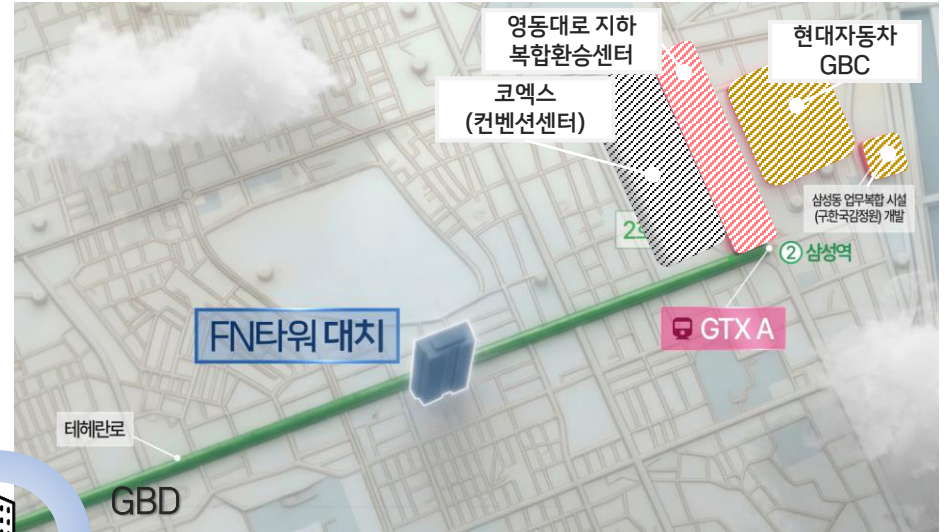 영동대로 지하
복합환승센터
현대자동차
GBC
코엑스
(컨벤션센터)
삼성동 업무복합 시설
(구한국감정원) 개발
2
② 삼성역
FN타워 대치
GTX A
테헤란로
GBD